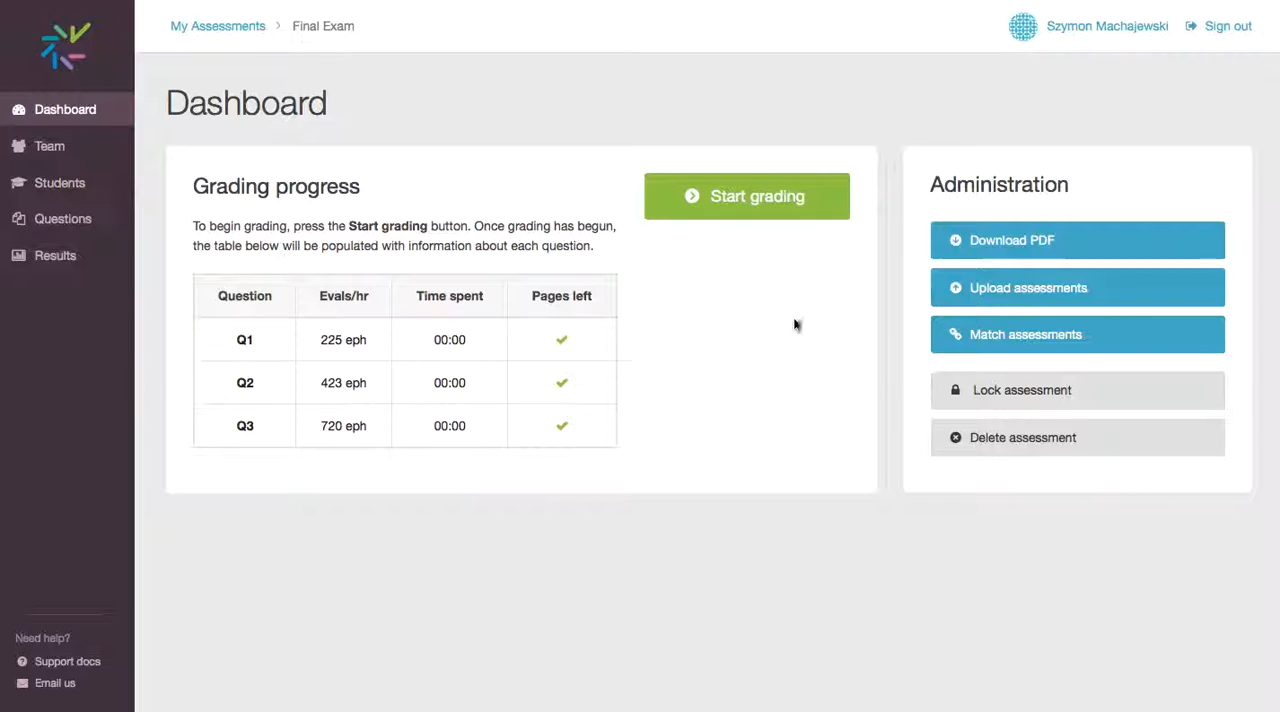 My Assessments > Final Exam
Szymon Machajewski
Sign out
Dashboard
Team
Students
Questions
Results
Need help?
Support docs
Email us
Dashboard
Grading progress
Start grading
To begin grading, press the Start grading button. Once grading has begun,
the table below will be populated with information about each question.
Question Evals/hr Time spent Pages left
Q1 225 eph 00:00
Q2 423 eph 00:00
Q3 720 eph 00:00
Administration
Download PDF
Upload assessments
Match assessments
Lock assessment
Delete assessment